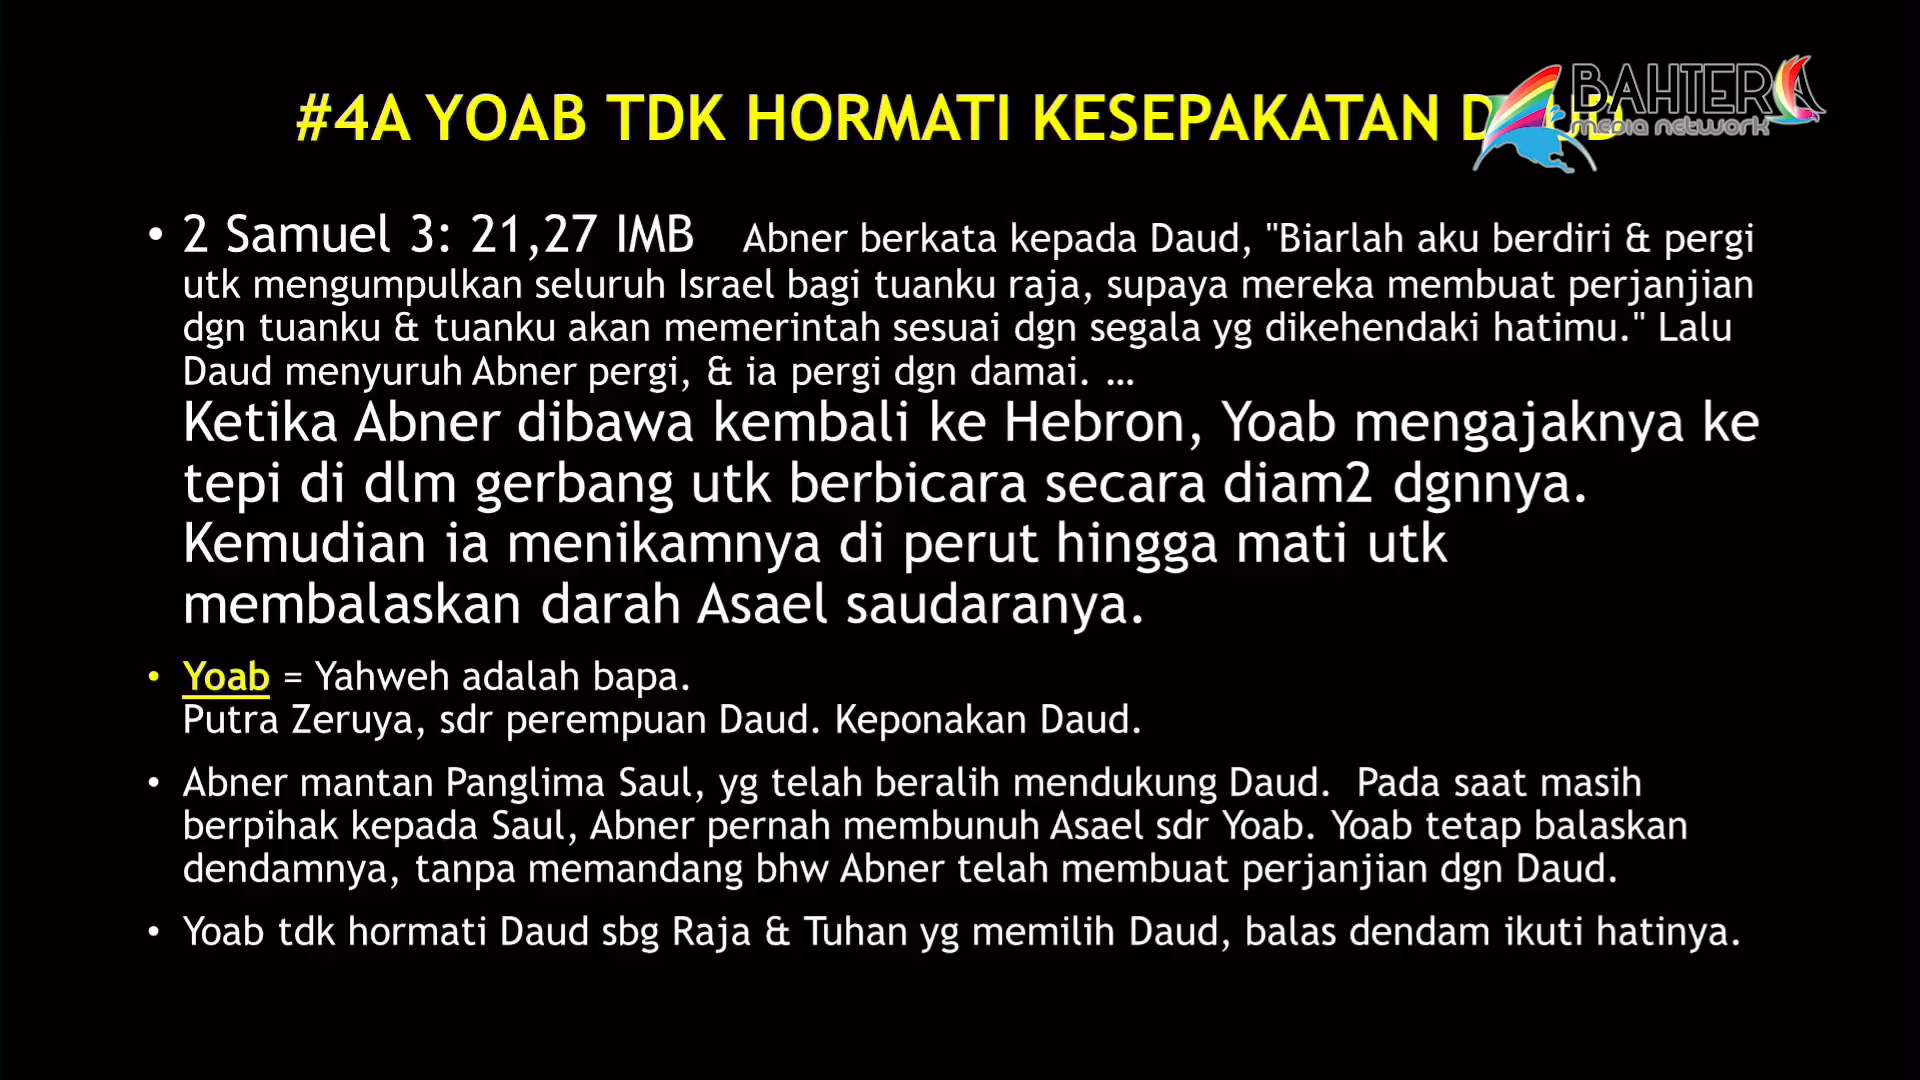 #4A YOAB TDK HORMATI KESEPAKATAN DAUD
BAHTERA
media network
• 2 Samuel 3: 21,27 IMB Abner berkata kepada Daud, "Biarlah aku berdiri & pergi
utk mengumpulkan seluruh Israel bagi tuanku raja, supaya mereka membuat perjanjian
dgn tuanku & tuanku akan memerintah sesuai dgn segala yg dikehendaki hatimu." Lalu
Daud menyuruh Abner pergi, & ia pergi dgn damai. ...
Ketika Abner dibawa kembali ke Hebron, Yoab mengajaknya ke
tepi di dlm gerbang utk berbicara secara diam2 dgnnya.
Kemudian ia menikamnya di perut hingga mati utk
membalaskan darah Asael saudaranya.
• Yoab = Yahweh adalah bapa.
Putra Zeruya, sdr perempuan Daud. Keponakan Daud.
• Abner mantan Panglima Saul, yg telah beralih mendukung Daud. Pada saat masih
berpihak kepada Saul, Abner pernah membunuh Asael sdr Yoab. Yoab tetap balaskan
dendamnya, tanpa memandang bhw Abner telah membuat perjanjian dgn Daud.
• Yoab tdk hormati Daud sbg Raja & Tuhan yg memilih Daud, balas dendam ikuti hatinya.